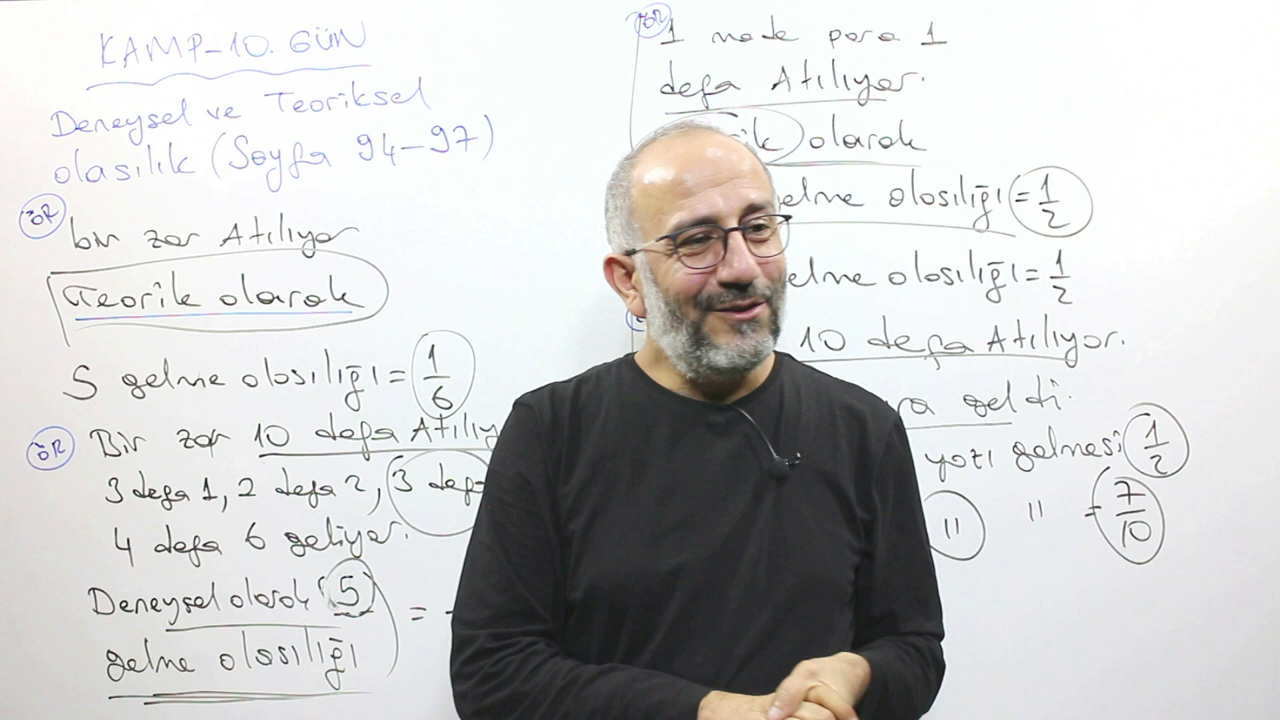 KAMP-10. GÜN
Deneysel ve Teoriksel
olasılık (Sayfa 94-97)
ÖR
bir zar Atılıyor
Teorik olarak
5 gelme olasılığı = 1/6
ÖR Bir zar 10 defa Atılıy
3 defa 1, 2 defa 2, 3 defa
4 defa 6 geliyor.
Deneysel olarak 5
gelme olasılığı =
ÖR
1 made para 1
defa Atılıyor.
ik olarak
elme olasılığı = 1/2
elme olasılığı = 1/2
10 defa Atılıyor.
ra geldi.
yazı gelmesi 1/2
" " = 7/10